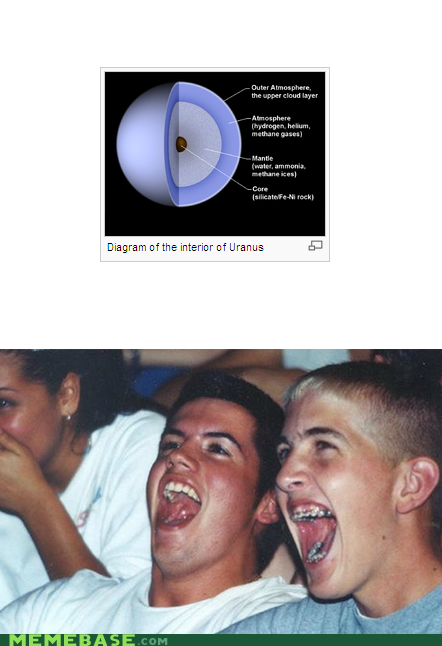 Outer Atmosphere,
the upper cloud layer
Atmosphere
(hydrogen, helium,
methane gases)
Mantle
(water, ammonia,
methane ices)
Core
(silicate/Fe-Ni rock)
Diagram of the interior of Uranus
MEMEBASE.COM